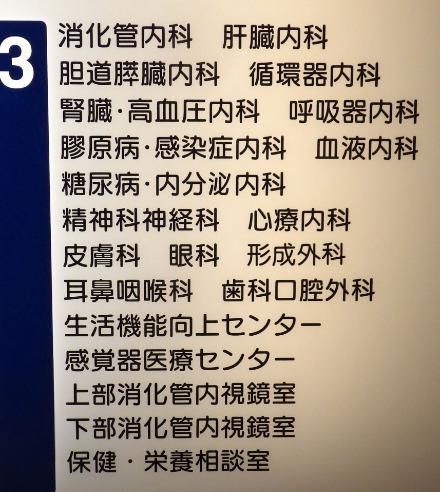 3
消化管内科　肝臓内科
胆道膵臓内科　循環器内科
腎臓・高血圧内科　呼吸器内科
膠原病・感染症内科　血液内科
糖尿病・内分泌内科
精神科神経科　心療内科
皮膚科　眼科　形成外科
耳鼻咽喉科　歯科口腔外科
生活機能向上センター
感覚器医療センター
上部消化管内視鏡室
下部消化管内視鏡室
保健・栄養相談室